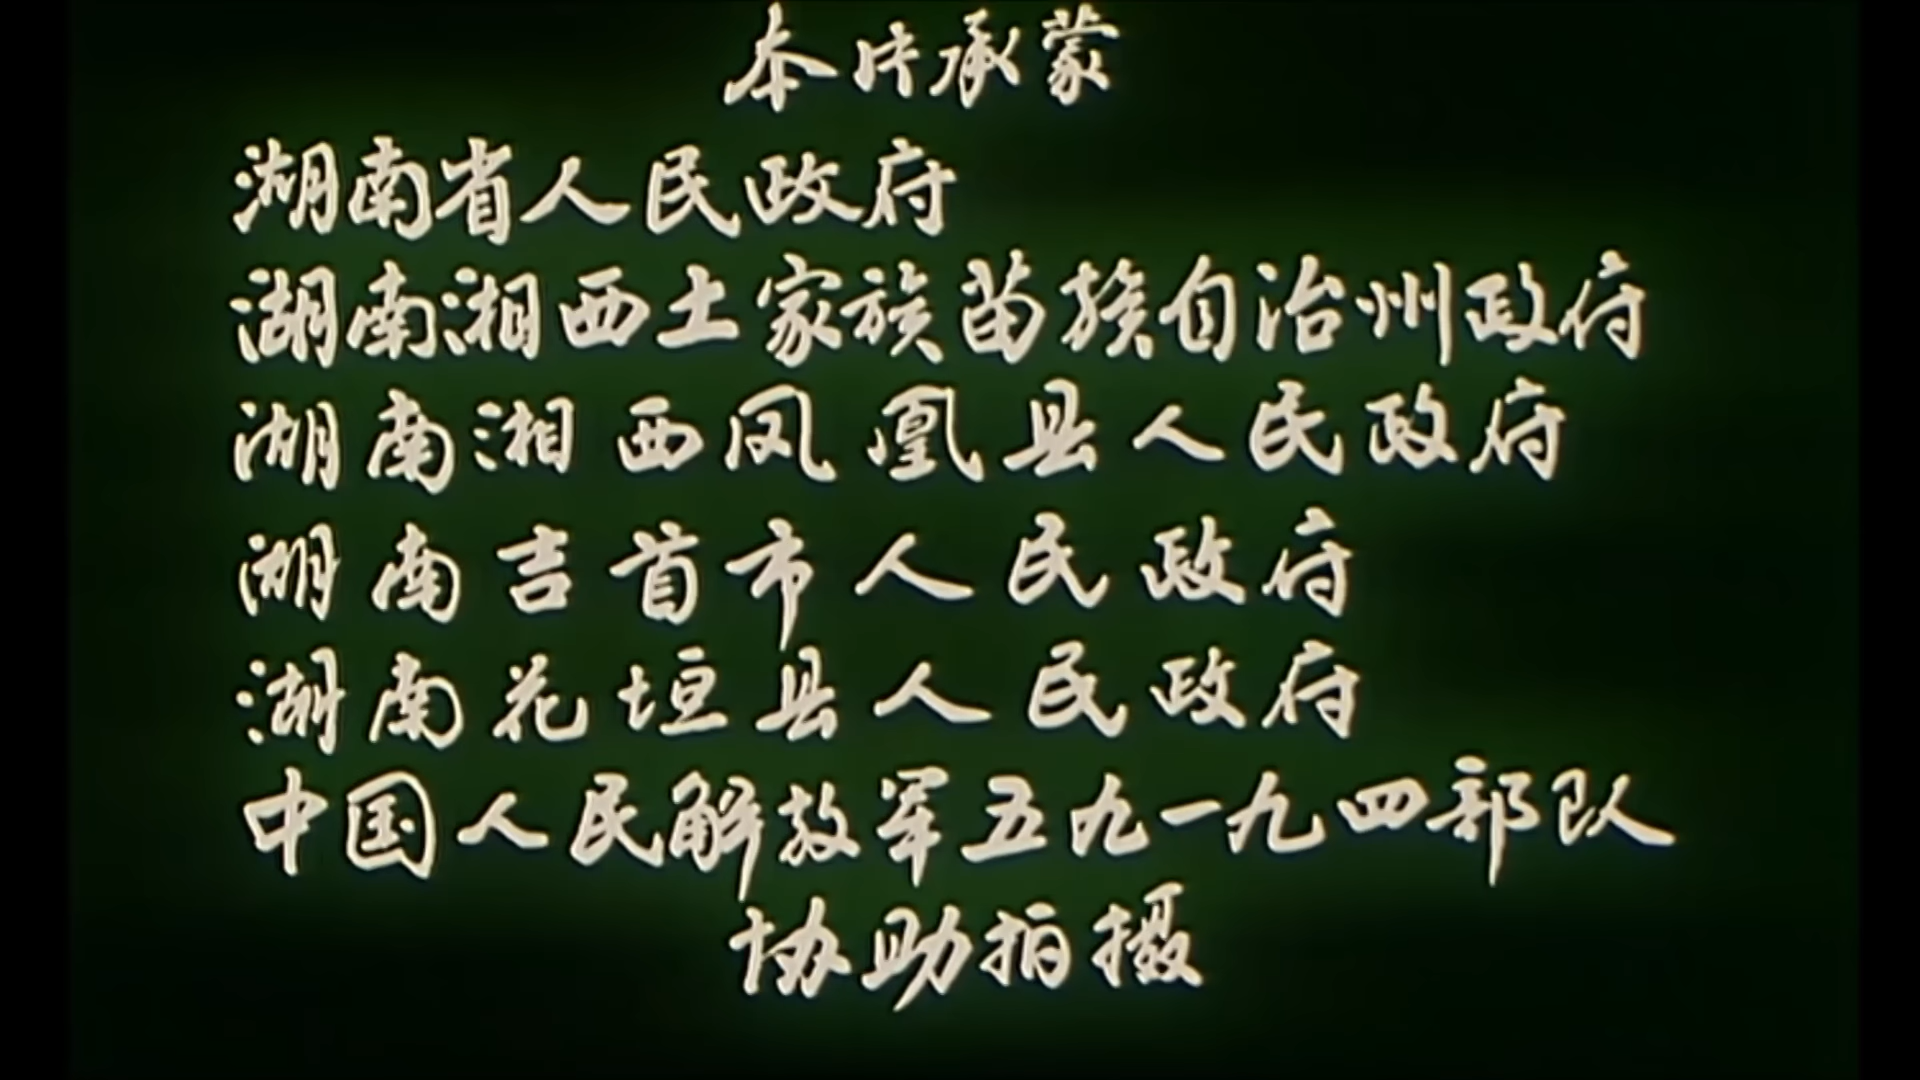 本片承蒙
湖南省人民政府
湖南湘西土家族苗族自治州政府
湖南湘西凤凰县人民政府
湖南吉首市人民政府
湖南花垣县人民政府
中国人民解放军五九一九四部队
协助拍摄